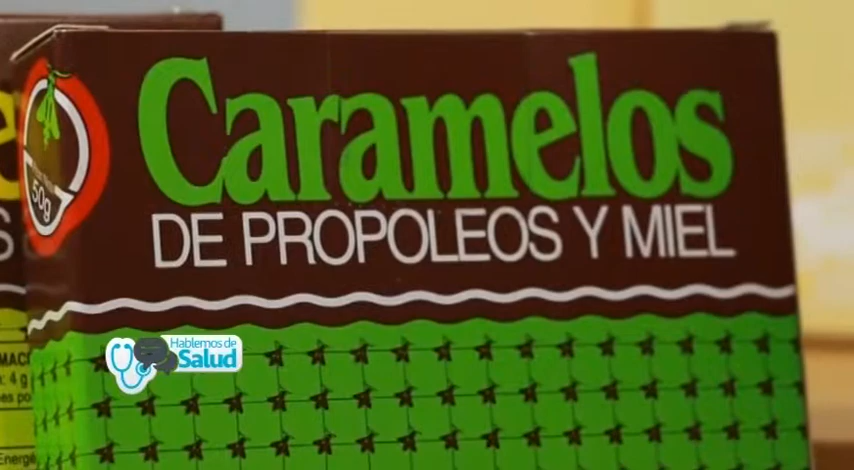 Caramelos
DE PROPOLEOS Y MIEL
50g
Hablemos de
Salud